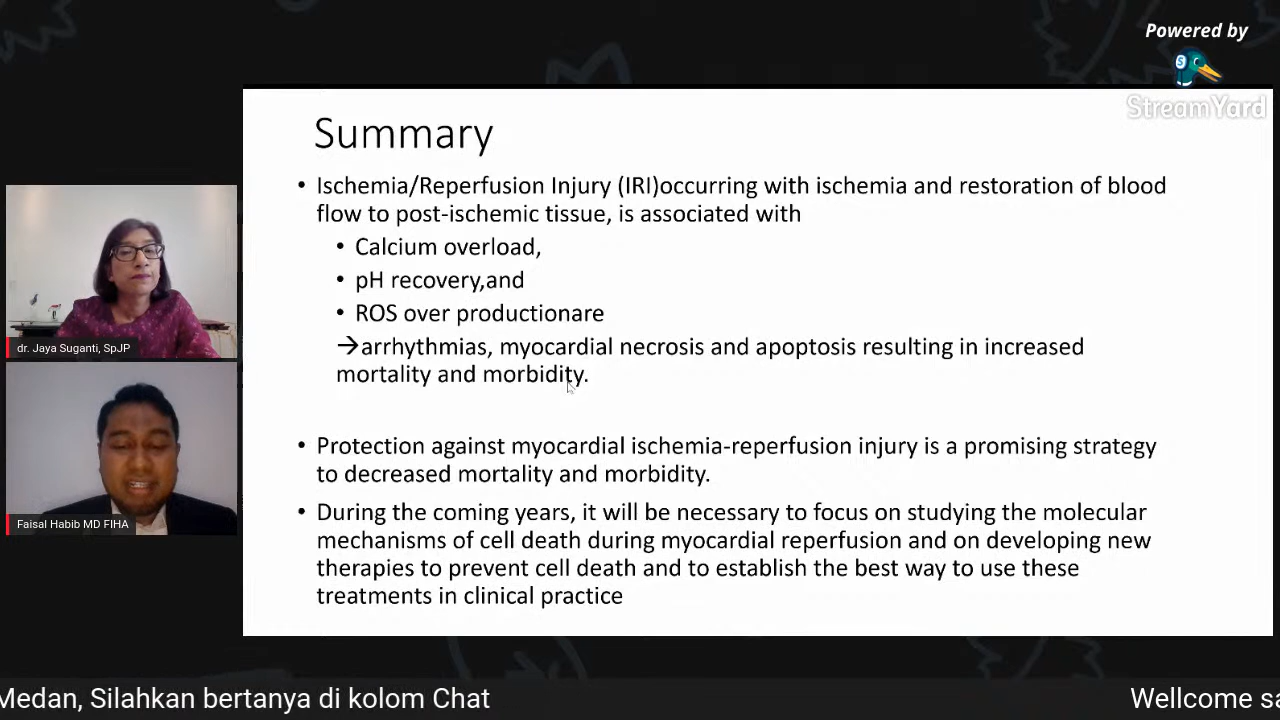 Powered by
StreamYard
Summary
• Ischemia/Reperfusion Injury (IRI)occurring with ischemia and restoration of blood
flow to post-ischemic tissue, is associated with
• Calcium overload,
• pH recovery,and
• ROS over productionare
→arrhythmias, myocardial necrosis and apoptosis resulting in increased
mortality and morbidity.
• Protection against myocardial ischemia-reperfusion injury is a promising strategy
to decreased mortality and morbidity.
• During the coming years, it will be necessary to focus on studying the molecular
mechanisms of cell death during myocardial reperfusion and on developing new
therapies to prevent cell death and to establish the best way to use these
treatments in clinical practice
dr. Jaya Suganti, SpJP
Faisal Habib MD FIHA
Medan, Silahkan bertanya di kolom Chat
Wellcome sa